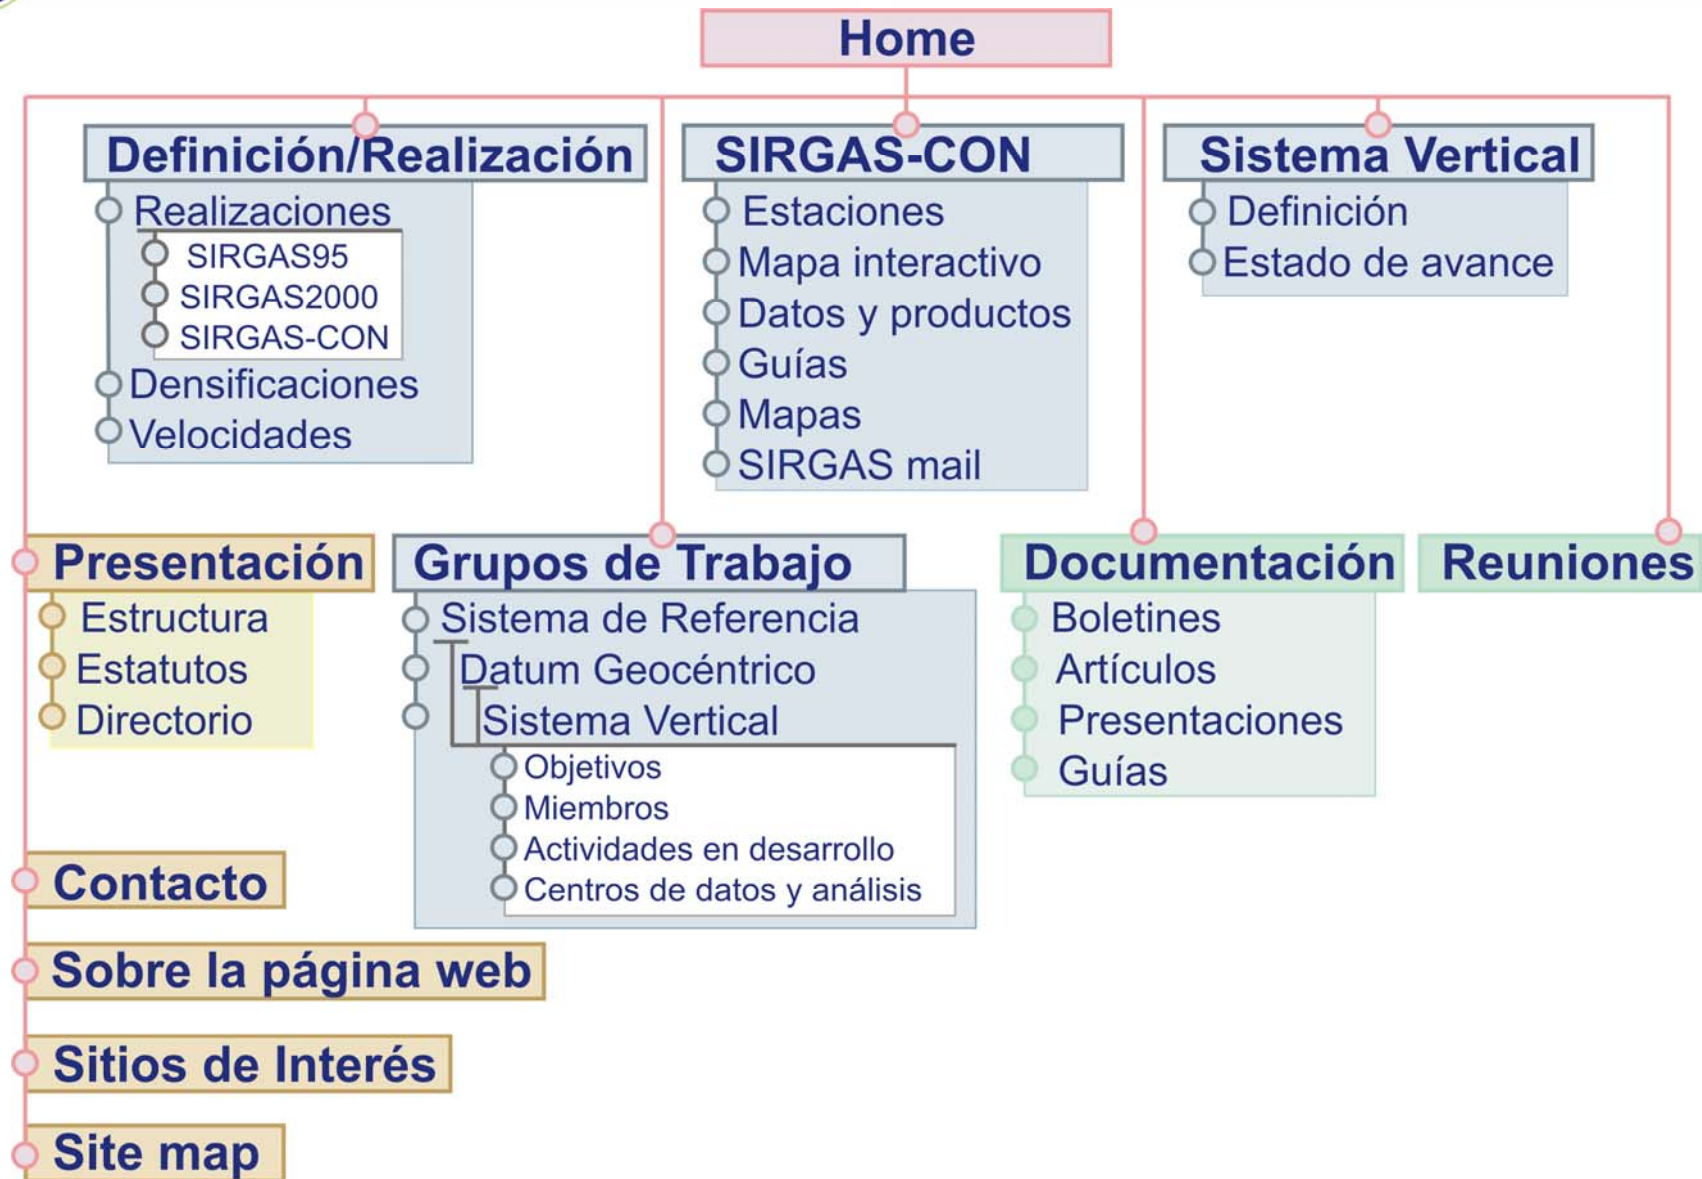 Home
Definición/Realización
Realizaciones
SIRGAS95
SIRGAS2000
SIRGAS-CON
Densificaciones
Velocidades
SIRGAS-CON
Estaciones
Mapa interactivo
Datos y productos
Guías
Mapas
SIRGAS mail
Sistema Vertical
Definición
Estado de avance
Presentación
Estructura
Estatutos
Directorio
Grupos de Trabajo
Sistema de Referencia
Datum Geocéntrico
Sistema Vertical
Objetivos
Miembros
Actividades en desarrollo
Centros de datos y análisis
Documentación
Boletines
Artículos
Presentaciones
Guías
Reuniones
Contacto
Sobre la página web
Sitios de Interés
Site map